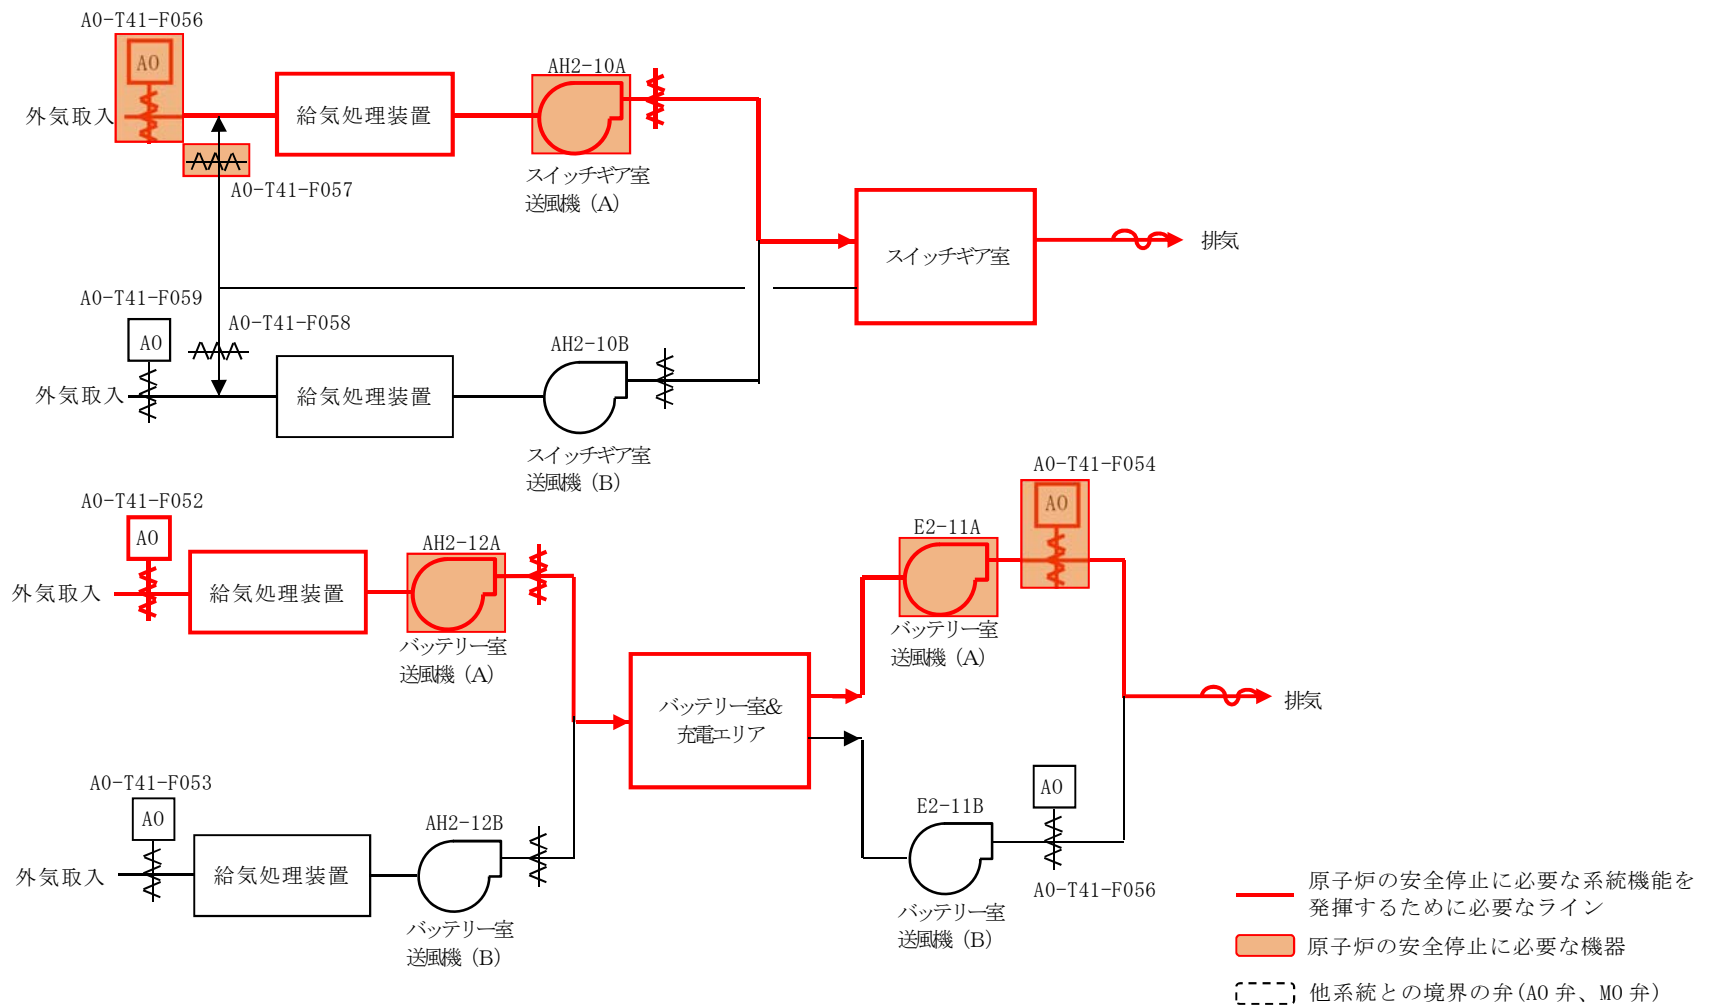 AO-T41-F056
AO
外気取入
給気処理装置
AH2-10A
スイッチギア室
送風機 (A)
AO-T41-F057
スイッチギア室
排気
AO-T41-F059
AO
AO-T41-F058
外気取入
給気処理装置
AH2-10B
スイッチギア室
送風機 (B)
AO-T41-F052
AO
外気取入
給気処理装置
AH2-12A
バッテリー室
送風機 (A)
バッテリー室&
充電エリア
E2-11A
バッテリー室
送風機 (A)
AO-T41-F054
AO
排気
AO-T41-F053
AO
外気取入
給気処理装置
AH2-12B
バッテリー室
送風機 (B)
E2-11B
バッテリー室
送風機 (B)
AO
AO-T41-F056
原子炉の安全停止に必要な系統機能を
発揮するために必要なライン
原子炉の安全停止に必要な機器
他系統との境界の弁(AO 弁、MO 弁)